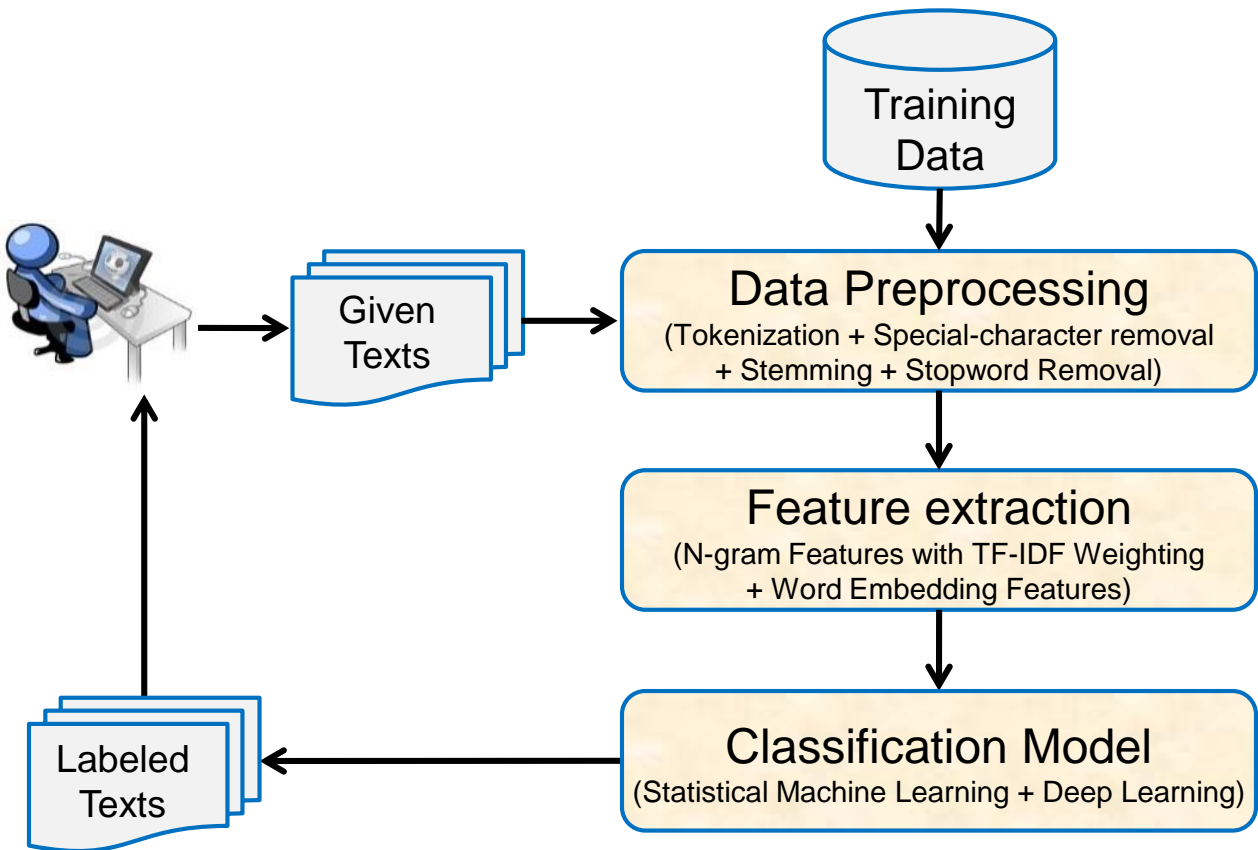 Training
Data
Given
Texts
Data Preprocessing
(Tokenization + Special-character removal
+ Stemming + Stopword Removal)
Feature extraction
(N-gram Features with TF-IDF Weighting
+ Word Embedding Features)
Classification Model
(Statistical Machine Learning + Deep Learning)
Labeled
Texts